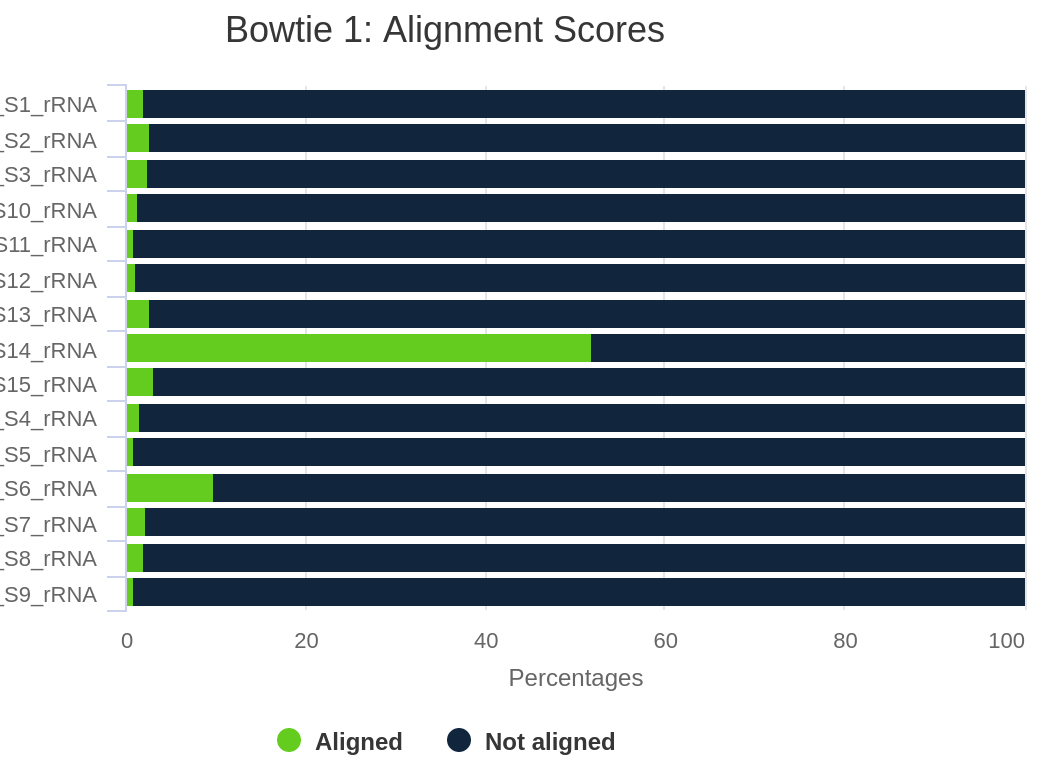 Bowtie 1: Alignment Scores
_S1_rRNA
_S2_rRNA
_S3_rRNA
S10_rRNA
S11_rRNA
S12_rRNA
S13_rRNA
S14_rRNA
S15_rRNA
_S4_rRNA
_S5_rRNA
_S6_rRNA
_S7_rRNA
_S8_rRNA
_S9_rRNA
0 20 40 60 80 100
Percentages
Aligned Not aligned